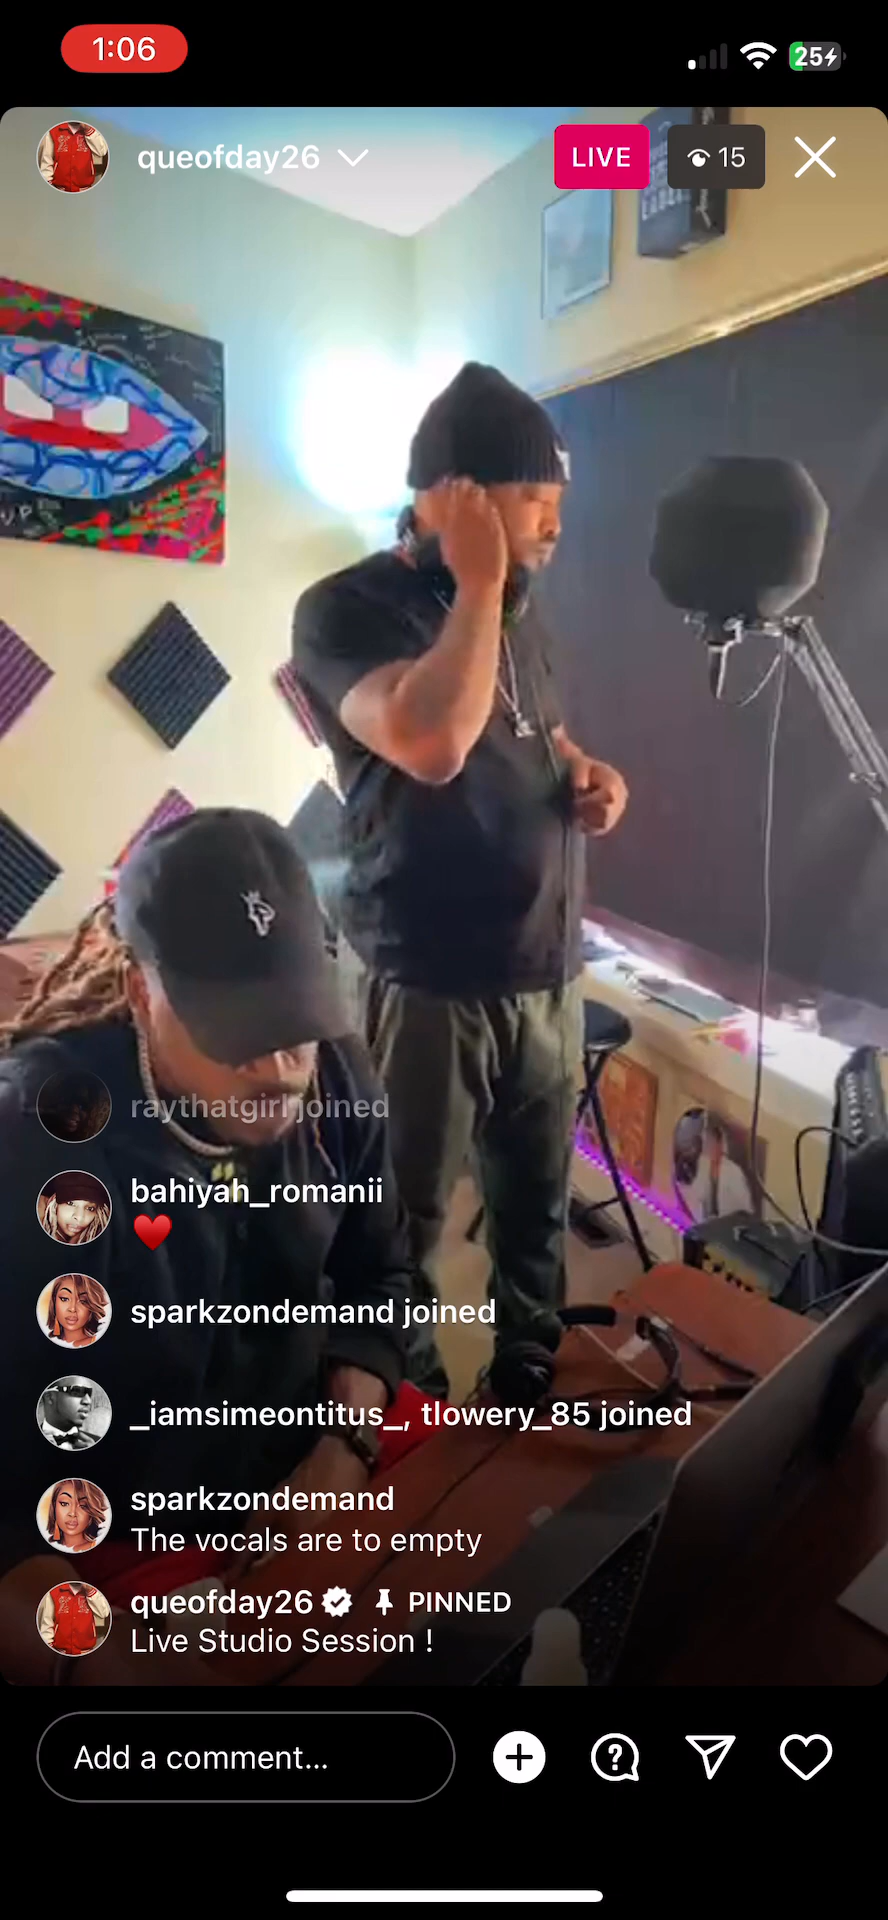 1:06
25
queofday26
LIVE
15
raythatgirl joined
bahiyah_romanii
sparkzondemand joined
_iamsimeontitus_, tlowery_85 joined
sparkzondemand
The vocals are to empty
queofday26 PINNED
Live Studio Session !
Add a comment...